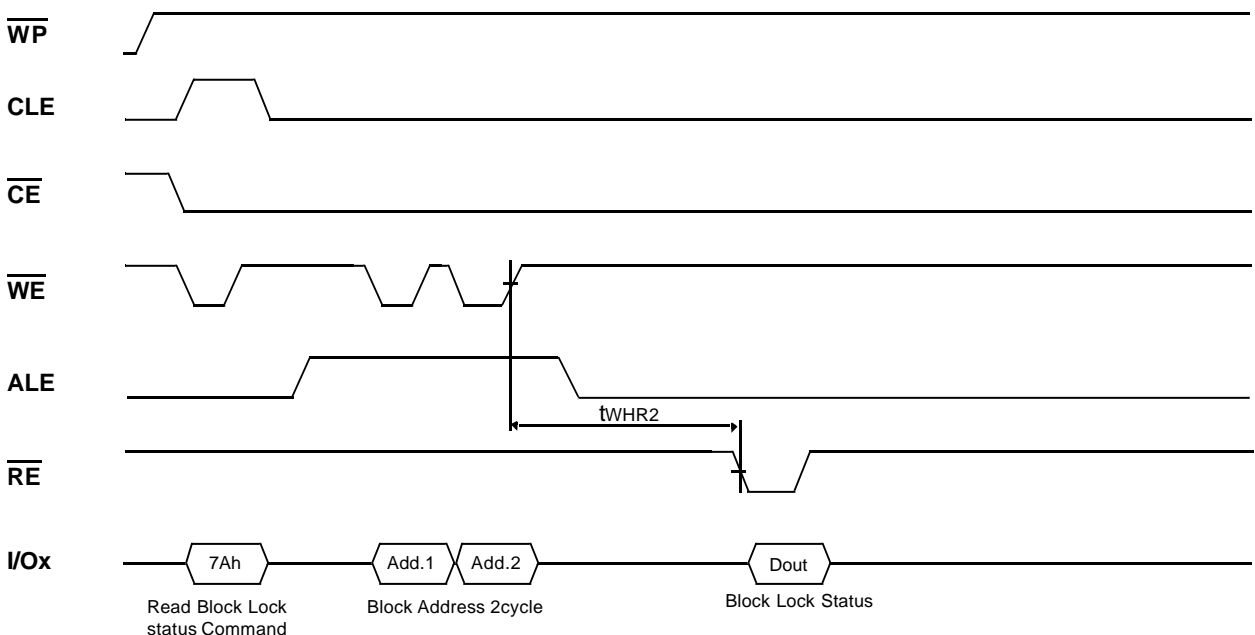 WP
CLE
CE
WE
ALE
tWHR2
RE
I/Ox
7Ah
Add.1
Add.2
Dout
Read Block Lock
status Command
Block Address 2cycle
Block Lock Status